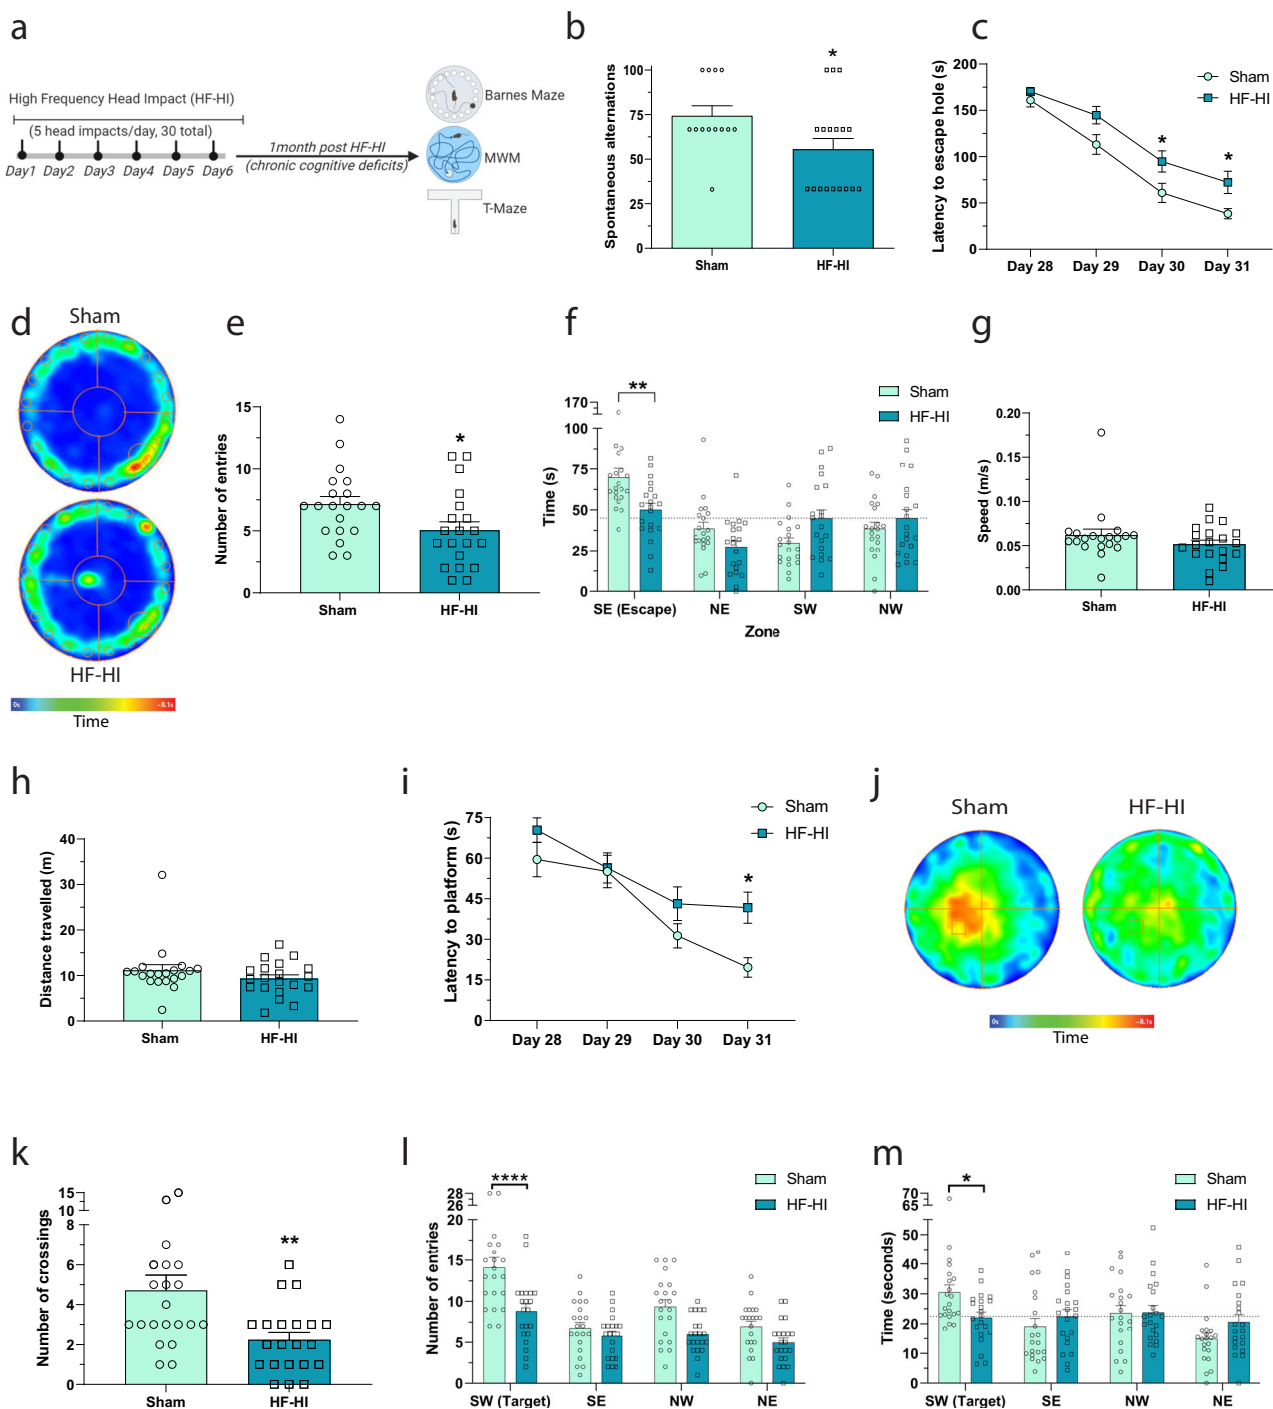 a
High Frequency Head Impact (HF-HI)
(5 head impacts/day, 30 total)
Day1 Day2 Day3 Day4 Day5 Day6
1month post HF-HI
(chronic cognitive deficits)
Barnes Maze
MWM
T-Maze
b
Spontaneous alternations
100
75
50
25
0
*
Sham HF-HI
c
Latency to escape hole (s)
200
150
100
50
0
Sham
HF-HI
* *
Day 28 Day 29 Day 30 Day 31
d
Sham
HF-HI
0s ~8.1s
Time
e
Number of entries
15
10
5
0
*
Sham HF-HI
f
Time (s)
170
100
75
50
25
0
**
Sham
HF-HI
SE (Escape) NE SW NW
Zone
g
Speed (m/s)
0.20
0.15
0.10
0.05
0.00
Sham HF-HI
h
Distance travelled (m)
40
30
20
10
0
Sham HF-HI
i
Latency to platform (s)
75
60
45
30
15
0
Sham
HF-HI
*
Day 28 Day 29 Day 30 Day 31
j
Sham HF-HI
0s ~8.1s
Time
k
Number of crossings
15
10
8
6
4
2
0
**
Sham HF-HI
l
Number of entries
28
26
20
15
10
5
0
****
Sham
HF-HI
SW (Target) SE NW NE
m
Time (seconds)
70
65
50
40
30
20
10
0
*
Sham
HF-HI
SW (Target) SE NW NE